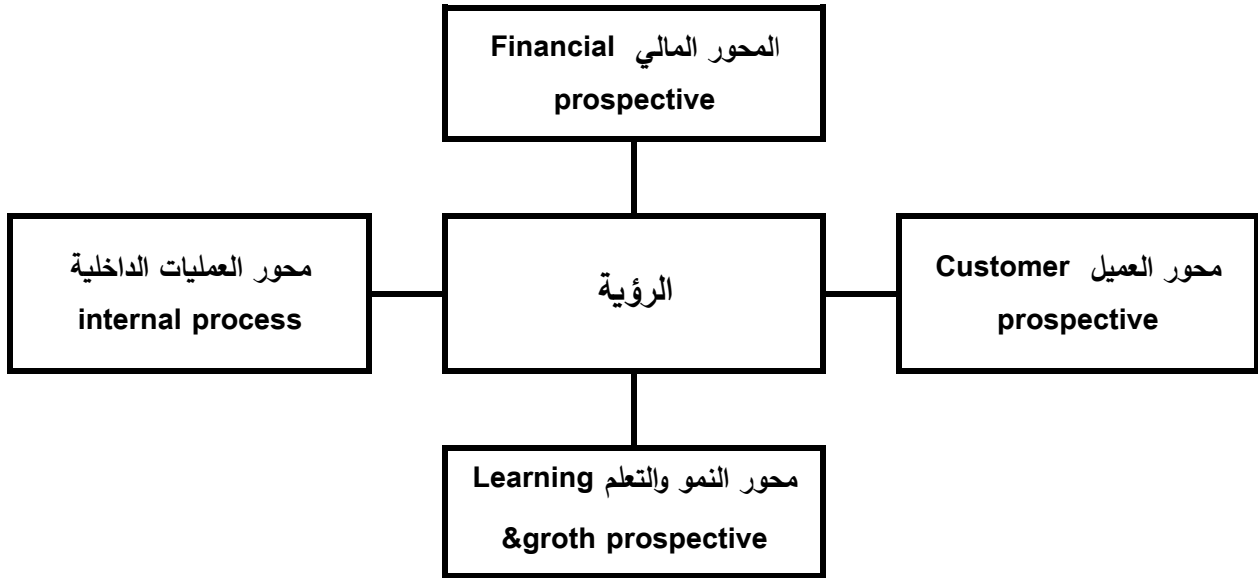 المحور المالي Financial
prospective
محور العمليات الداخلية
internal process
الرؤية
محور العميل Customer
prospective
محور النمو والتعلم Learning
&groth prospective